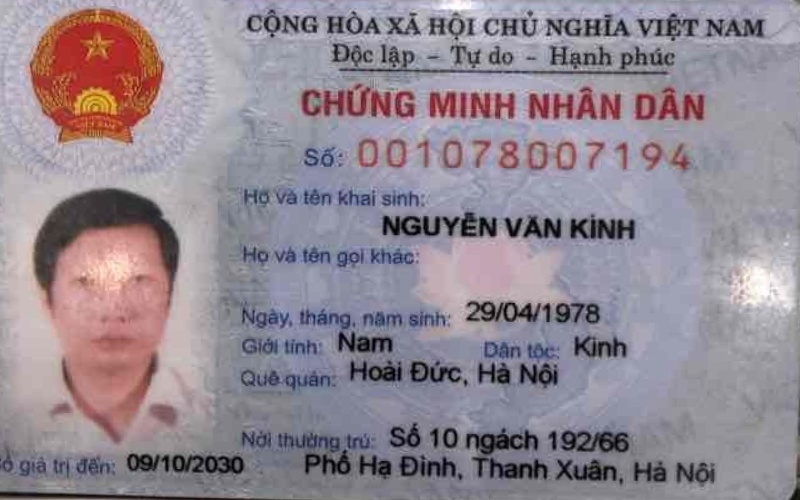 CỘNG HÒA XÃ HỘI CHỦ NGHĨA VIỆT NAM
Độc lập - Tự do - Hạnh phúc
CHỨNG MINH NHÂN DÂN
Số: 001078007194
Họ và tên khai sinh:
NGUYỄN VĂN KÍNH
Họ và tên gọi khác:
Ngày, tháng, năm sinh: 29/04/1978
Giới tính: Nam Dân tộc: Kinh
Quê quán: Hoài Đức, Hà Nội
Nơi thường trú: Số 10 ngách 192/66
Phố Hạ Đình, Thanh Xuân, Hà Nội
giá trị đến: 09/10/2030